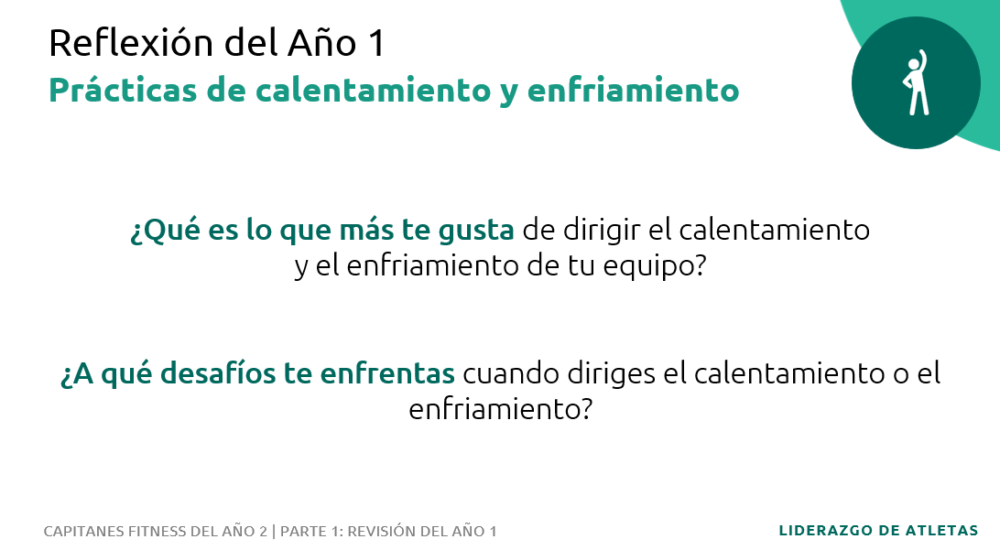 Reflexión del Año 1
Prácticas de calentamiento y enfriamiento
¿Qué es lo que más te gusta de dirigir el calentamiento
y el enfriamiento de tu equipo?
¿A qué desafíos te enfrentas cuando diriges el calentamiento o el
enfriamiento?
CAPITANES FITNESS DEL AÑO 2 | PARTE 1: REVISIÓN DEL AÑO 1
LIDERAZGO DE ATLETAS